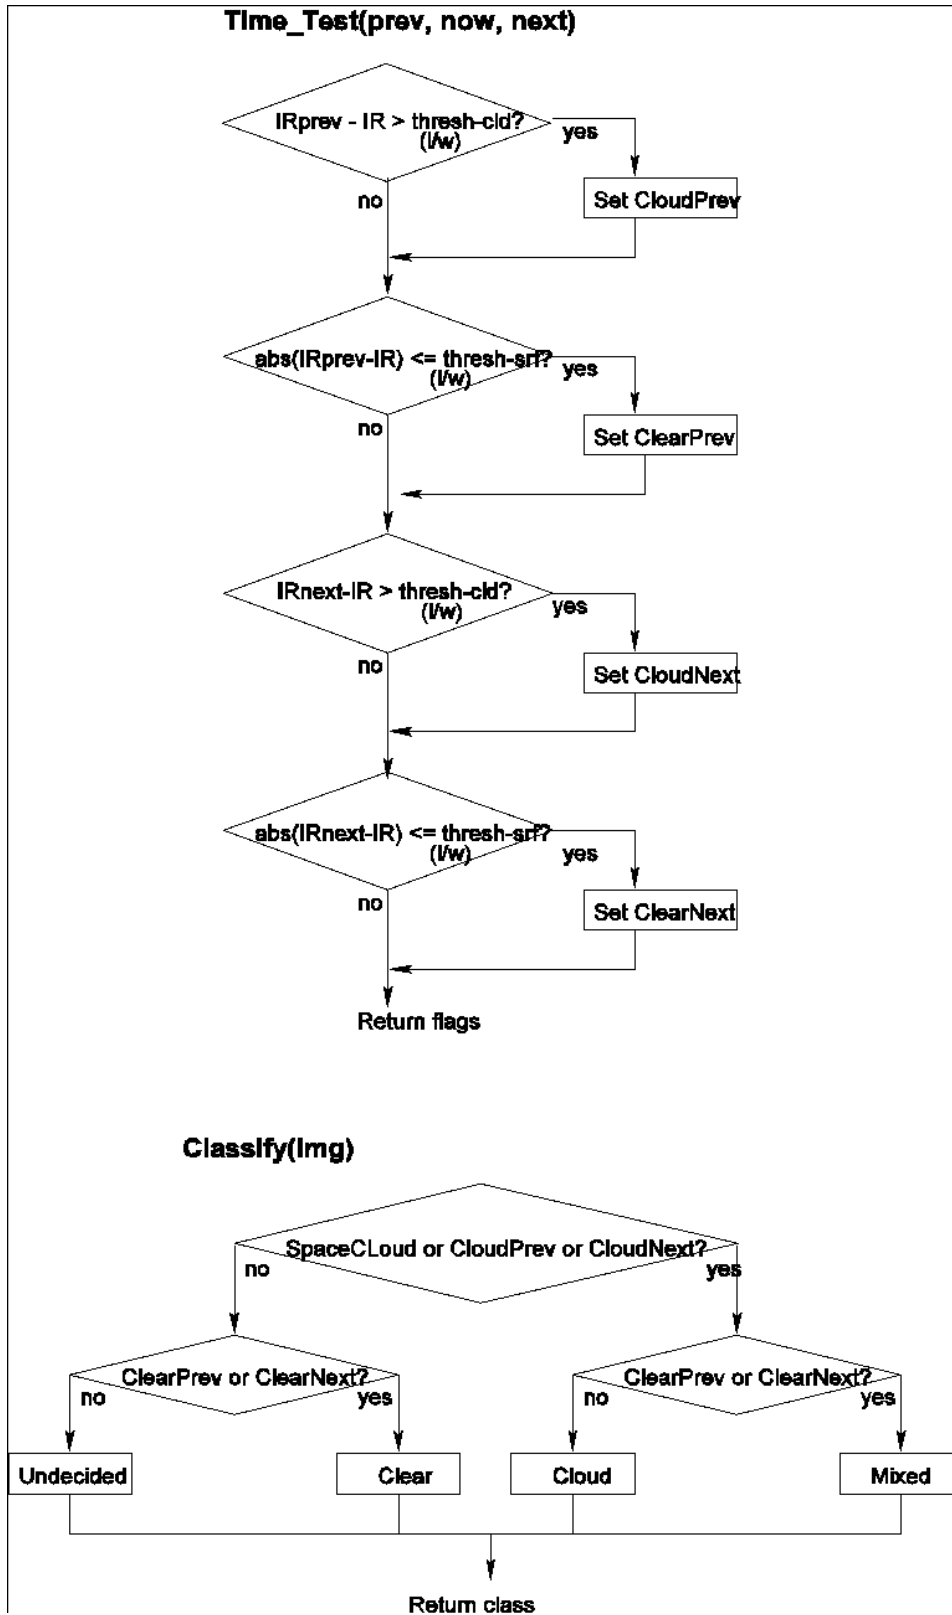 Time_Test(prev, now, next)
IRprev - IR > thresh-cld?
(l/w)
yes
no
Set CloudPrev
abs(IRprev-IR) <= thresh-srf?
(l/w)
yes
no
Set ClearPrev
IRnext-IR > thresh-cld?
(l/w)
yes
no
Set CloudNext
abs(IRnext-IR) <= thresh-srf?
(l/w)
yes
no
Set ClearNext
Return flags
Classify(Img)
SpaceCLoud or CloudPrev or CloudNext?
no
yes
ClearPrev or ClearNext?
no
yes
ClearPrev or ClearNext?
no
yes
Undecided
Clear
Cloud
Mixed
Return class